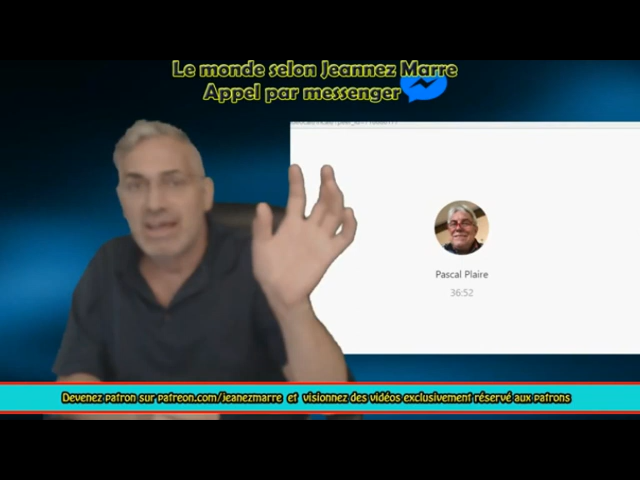 Le monde selon Jeannez Marre
Appel par messenger
Pascal Plaire
36:52
Devenez patron sur patreon.com/jeanezmarre et visionnez des vidéos exclusivement réservé aux patrons